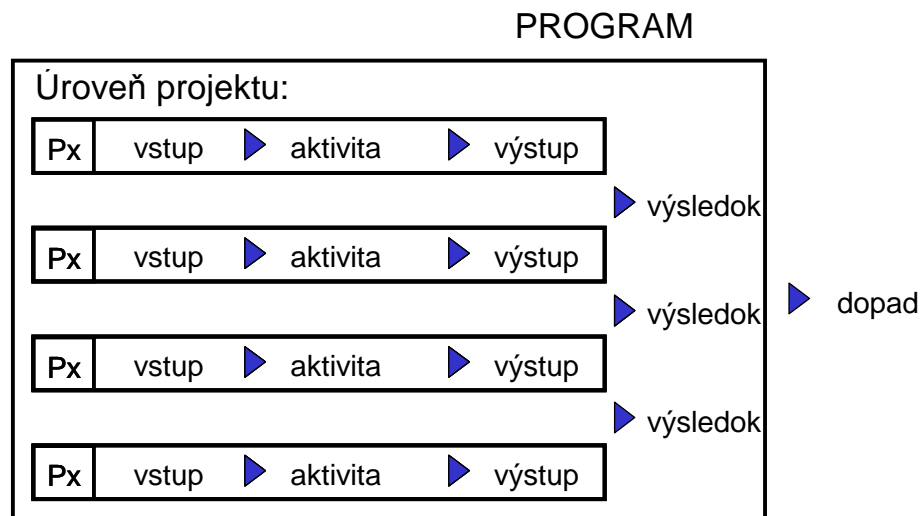 PROGRAM
Úroveň projektu:
Px vstup aktivita výstup
výsledok
Px vstup aktivita výstup
výsledok
dopad
Px vstup aktivita výstup
výsledok
Px vstup aktivita výstup